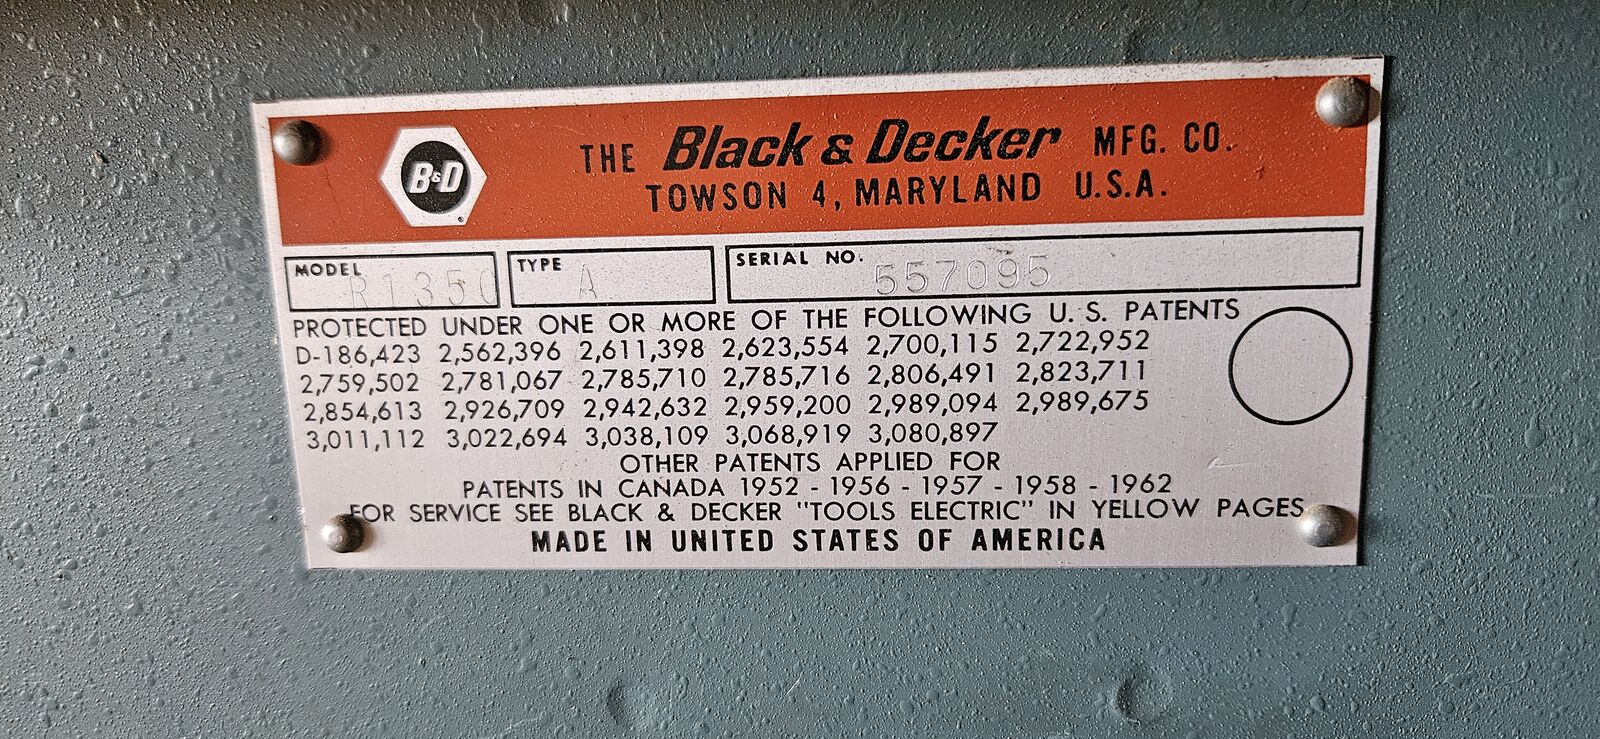 B&D
THE Black & Decker MFG. CO.
TOWSON 4, MARYLAND U.S.A.
MODEL R1350 TYPE A SERIAL NO. 557095
PROTECTED UNDER ONE OR MORE OF THE FOLLOWING U.S. PATENTS
D-186,423 2,562,396 2,611,398 2,623,554 2,700,115 2,722,952
2,759,502 2,781,067 2,785,710 2,785,716 2,806,491 2,823,711
2,854,613 2,926,709 2,942,632 2,959,200 2,989,094 2,989,675
3,011,112 3,022,694 3,038,109 3,068,919 3,080,897
OTHER PATENTS APPLIED FOR
PATENTS IN CANADA 1952 - 1956 - 1957 - 1958 - 1962
FOR SERVICE SEE BLACK & DECKER "TOOLS ELECTRIC" IN YELLOW PAGES
MADE IN UNITED STATES OF AMERICA